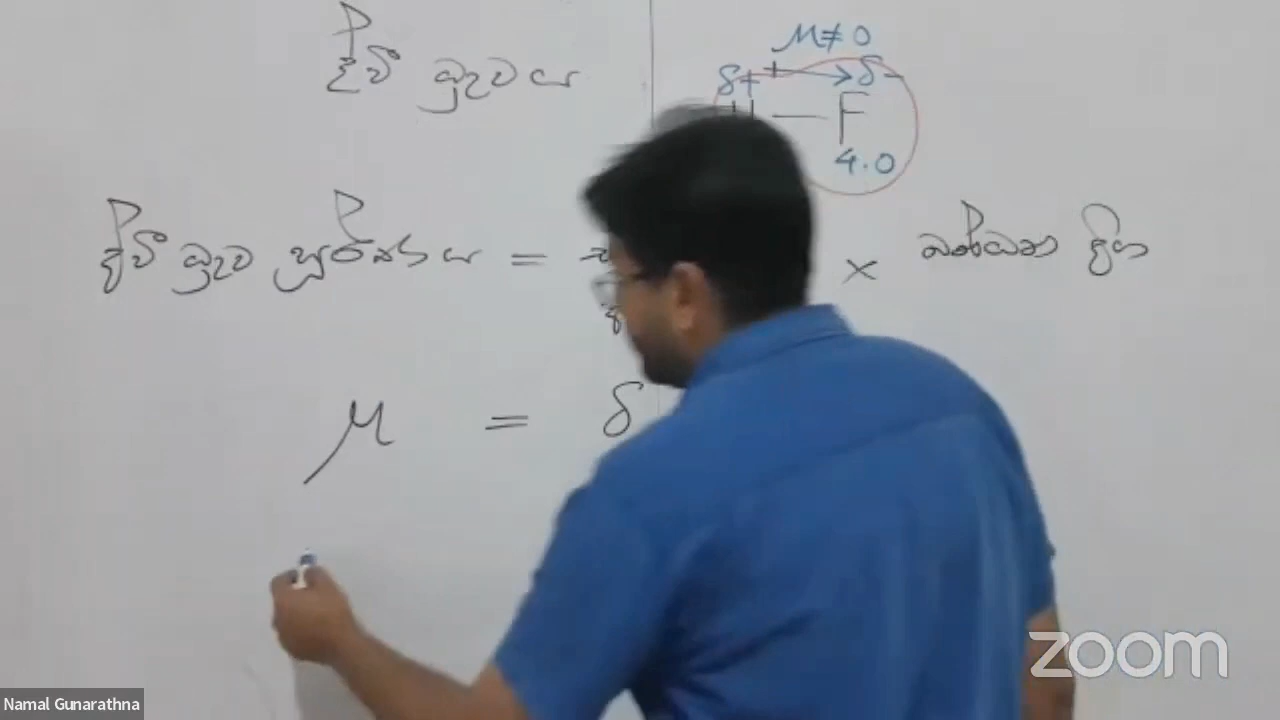 ද්වි ධ්‍රැවය
μ ≠ 0
δ+ δ-
H — F
4.0
ද්වි ධ්‍රැව සූර්ණය = × බන්ධන දිග
μ = δ
zoom
Namal Gunarathna